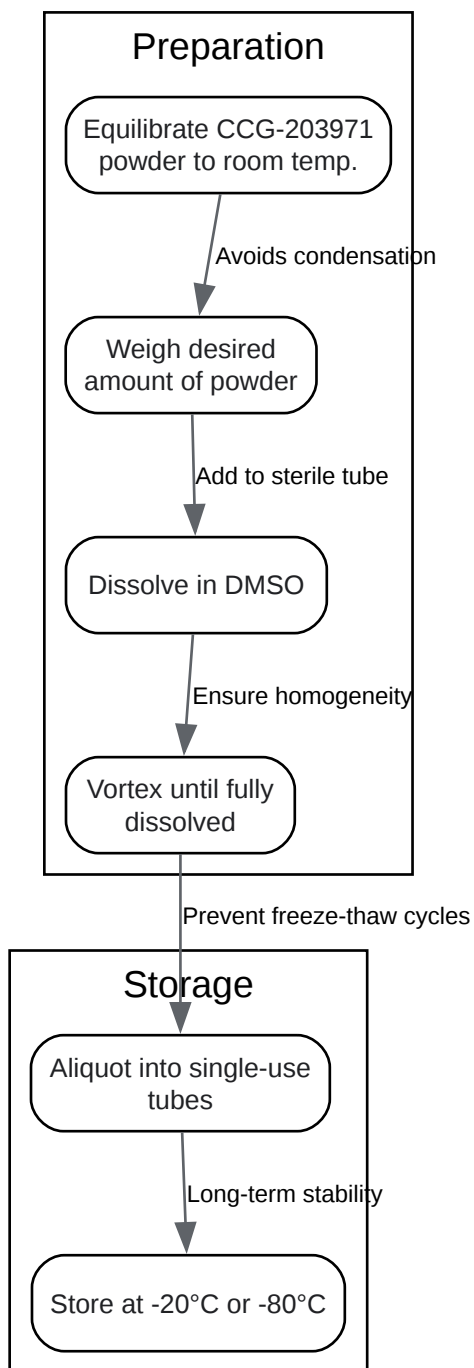 Preparation
Equilibrate CCG-203971
powder to room temp.
Avoids condensation
Weigh desired
amount of powder
Add to sterile tube
Dissolve in DMSO
Ensure homogeneity
Vortex until fully
dissolved
Prevent freeze-thaw cycles
Storage
Aliquot into single-use
tubes
Long-term stability
Store at -20°C or -80°C